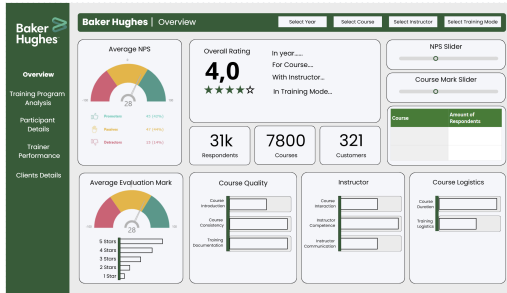 Baker
Hughes
Baker Hughes | Overview
Select Year
Select Course
Select Instructor
Select Training Mode
Overview
Training Program
Analysis
Participant
Details
Trainer
Performance
Clients Details
Average NPS
28
Promoters
Passives
Detractors
Overall Rating
4,0
In year.....
For Course...
With Instructor...
In Training Mode...
NPS Slider
Course Mark Slider
Course
Amount of
Respondents
31k
Respondents
7800
Courses
321
Customers
Average Evaluation Mark
28
5 Stars
4 Stars
3 Stars
2 Stars
1 Star
Course Quality
Course
Introduction
Course
Consistency
Training
Documentation
Instructor
Course
Interaction
Instructor
Competence
Instructor
Communication
Course Logistics
Course
Duration
Training
Logistics